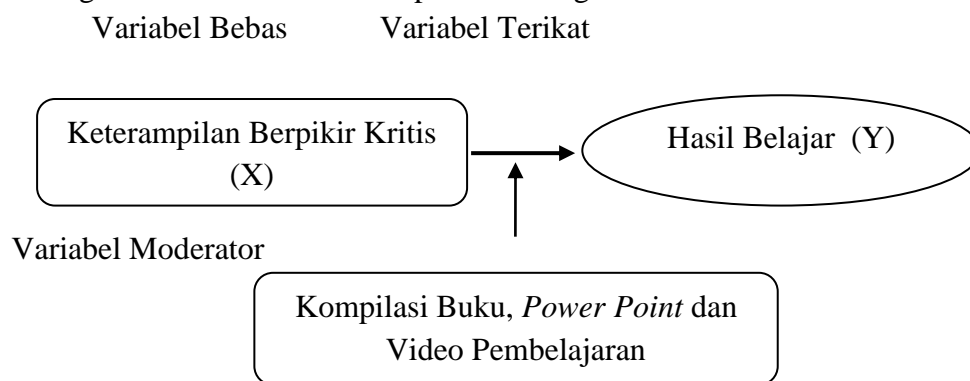 Variabel Bebas Variabel Terikat
Keterampilan Berpikir Kritis
(X)
Hasil Belajar (Y)
Variabel Moderator
Kompilasi Buku, Power Point dan
Video Pembelajaran